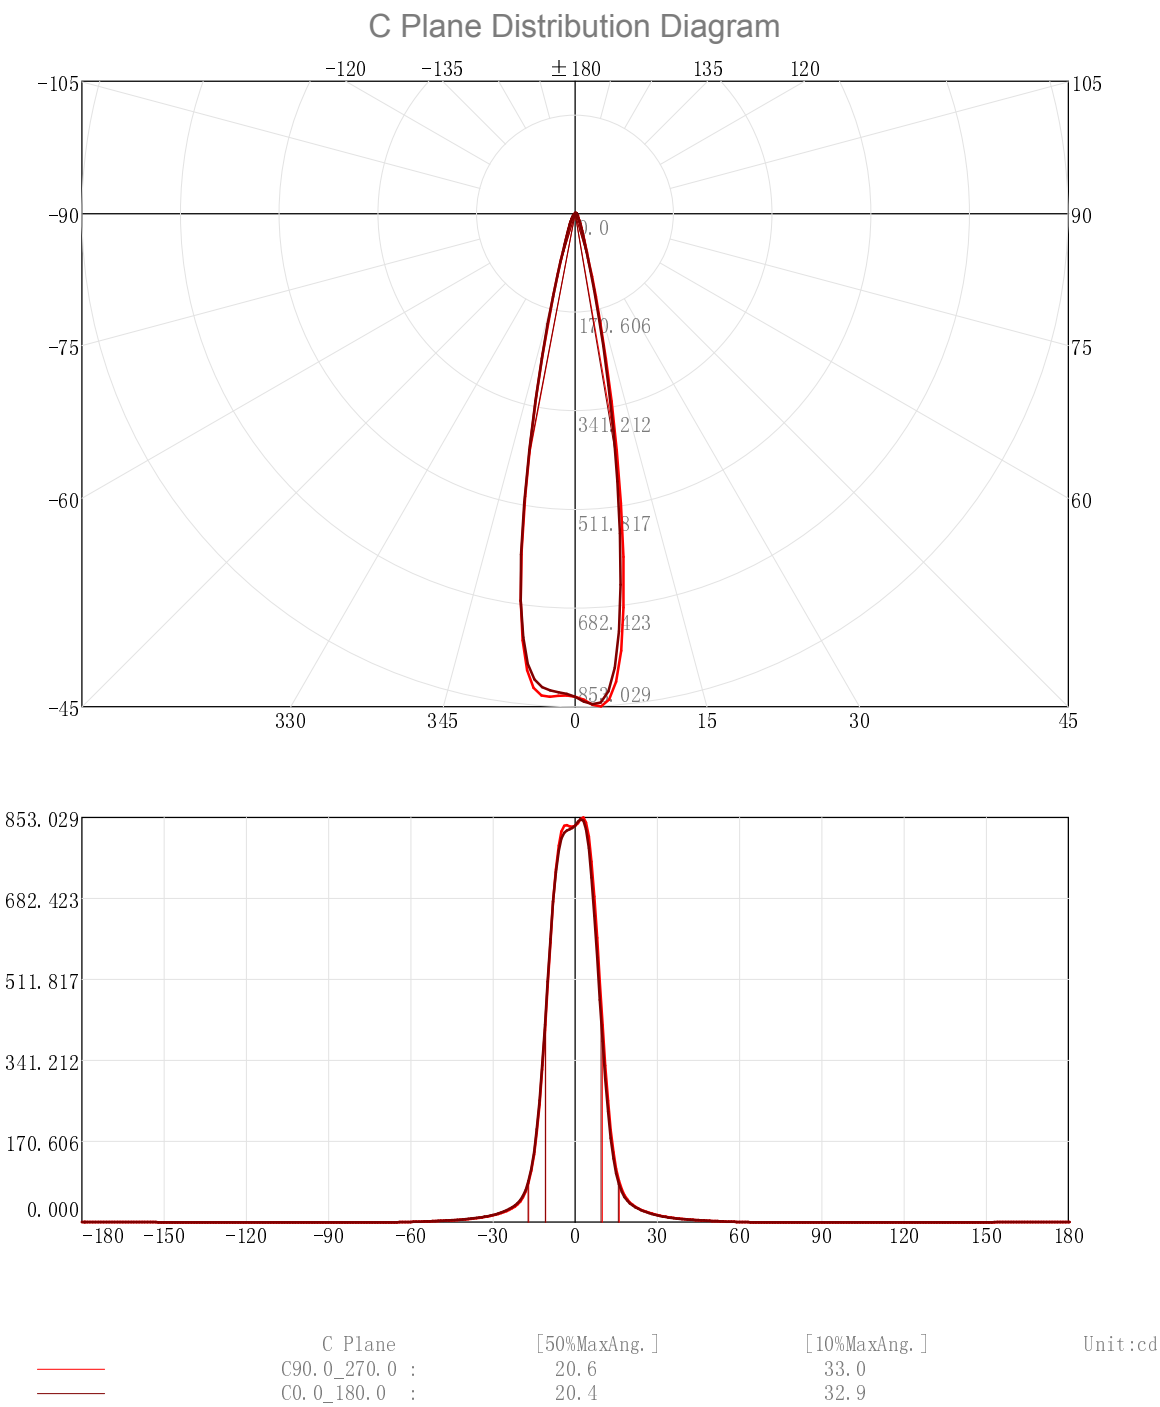 C Plane Distribution Diagram
-120 -135 ±180 135 120
-105 105
-90 90
0.0
170.606
-75 75
341.212
-60 60
511.817
682.423
853.029
-45
330 345 0 15 30 45
853.029
682.423
511.817
341.212
170.606
0.000
-180 -150 -120 -90 -60 -30 0 30 60 90 120 150 180
C Plane [50%MaxAng.] [10%MaxAng.] Unit:cd
C90.0_270.0 : 20.6 33.0
C0.0_180.0 : 20.4 32.9